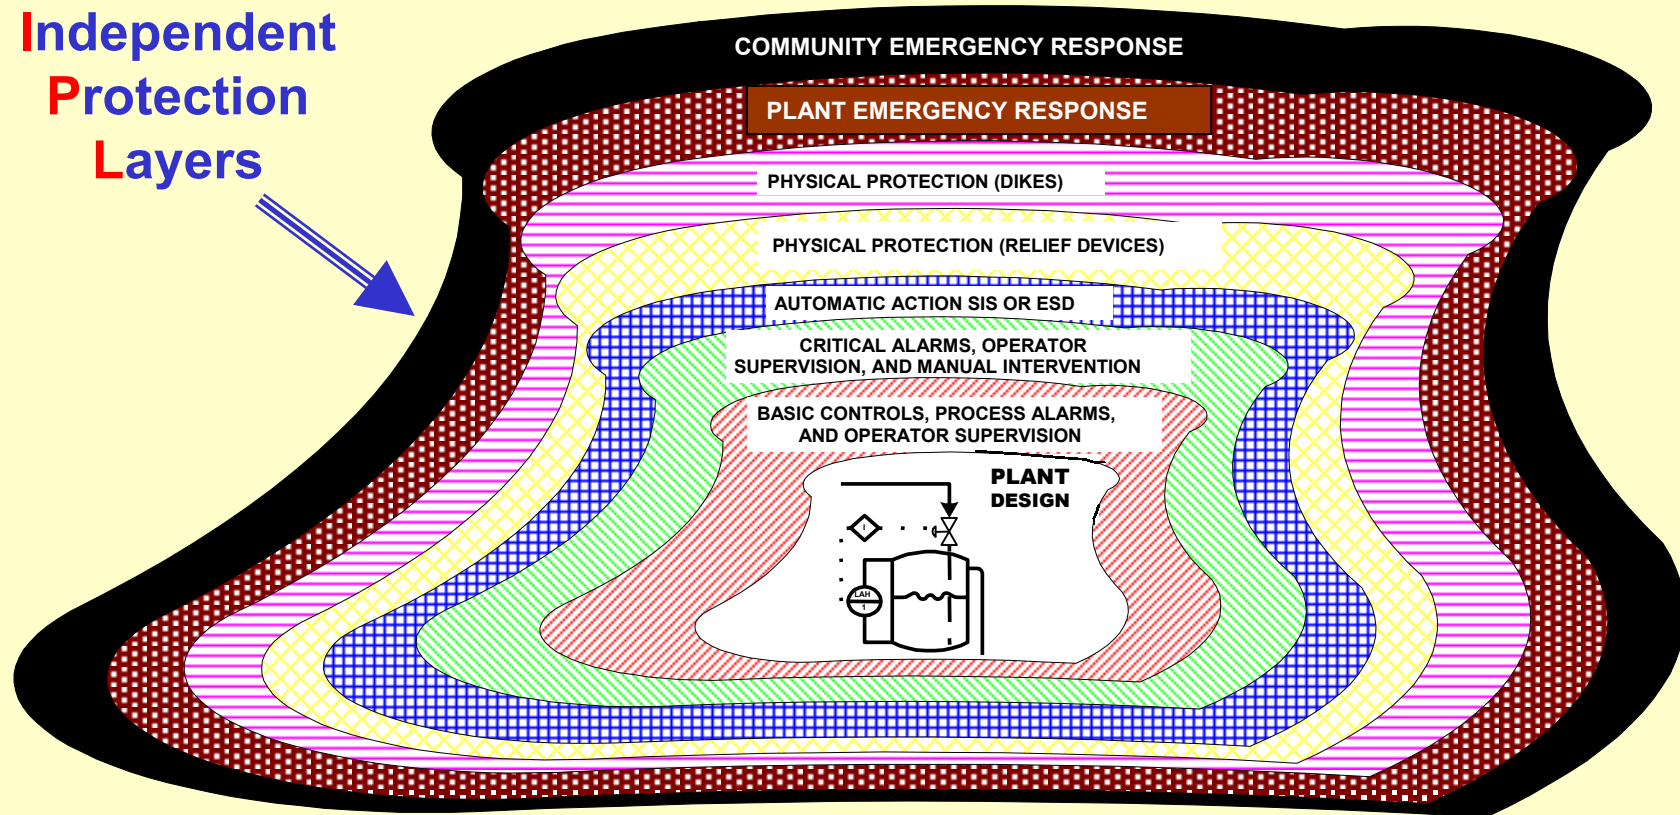 Independent
Protection
Layers
COMMUNITY EMERGENCY RESPONSE
PLANT EMERGENCY RESPONSE
PHYSICAL PROTECTION (DIKES)
PHYSICAL PROTECTION (RELIEF DEVICES)
AUTOMATIC ACTION SIS OR ESD
CRITICAL ALARMS, OPERATOR
SUPERVISION, AND MANUAL INTERVENTION
BASIC CONTROLS, PROCESS ALARMS,
AND OPERATOR SUPERVISION
PLANT
DESIGN
I
LAH
1